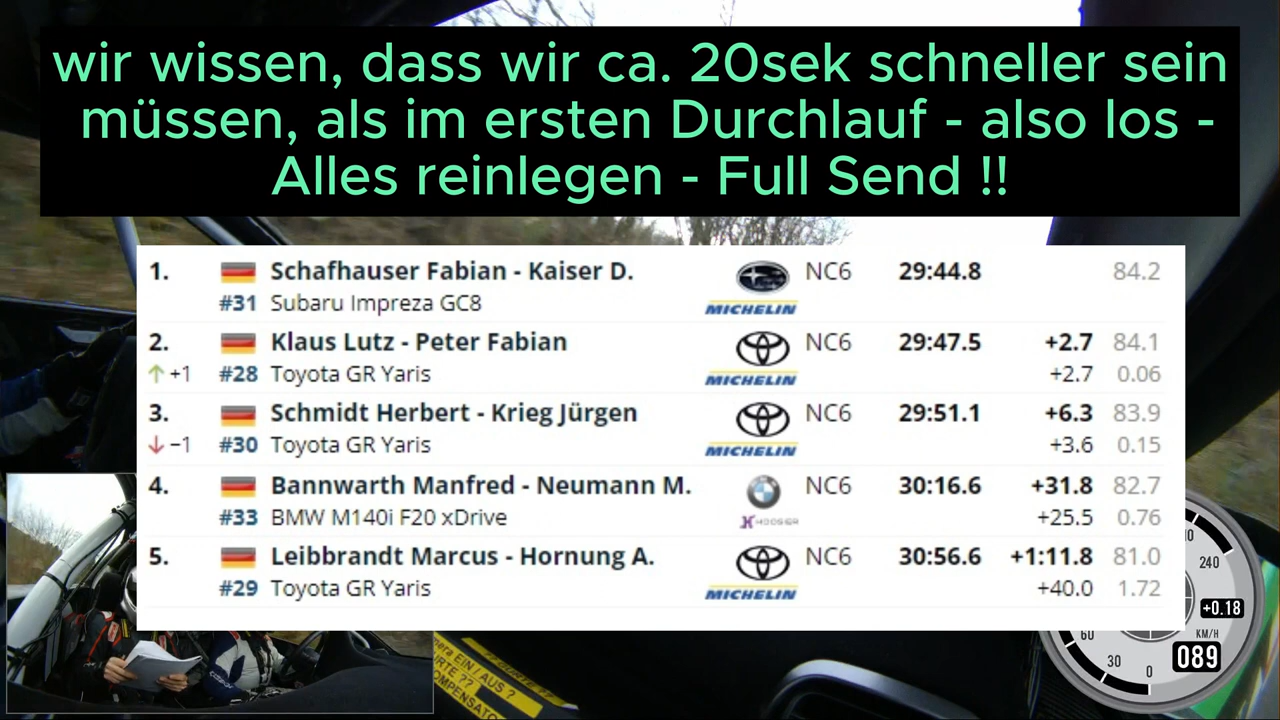 wir wissen, dass wir ca. 20sek schneller sein
müssen, als im ersten Durchlauf - also los -
Alles reinlegen - Full Send !!
1. Schafhauser Fabian - Kaiser D. NC6 29:44.8 84.2
#31 Subaru Impreza GC8 MICHELIN
2. Klaus Lutz - Peter Fabian NC6 29:47.5 +2.7 84.1
↑ +1 #28 Toyota GR Yaris MICHELIN +2.7 0.06
3. Schmidt Herbert - Krieg Jürgen NC6 29:51.1 +6.3 83.9
↓ −1 #30 Toyota GR Yaris MICHELIN +3.6 0.15
4. Bannwarth Manfred - Neumann M. NC6 30:16.6 +31.8 82.7
#33 BMW M140i F20 xDrive HOOSIER +25.5 0.76
5. Leibbrandt Marcus - Hornung A. NC6 30:56.6 +1:11.8 81.0
#29 Toyota GR Yaris MICHELIN +40.0 1.72
240
+0.18
KM/H
089
60
30
0
EIN / AUS ?